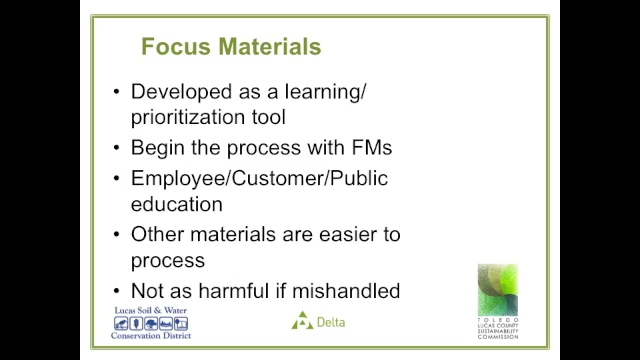 Focus Materials
• Developed as a learning/
prioritization tool
• Begin the process with FMs
• Employee/Customer/Public
education
• Other materials are easier to
process
• Not as harmful if mishandled
Lucas Soil & Water
Conservation District
Delta
TOLEDO
LUCAS COUNTY
SUSTAINABILITY
COMMISSION